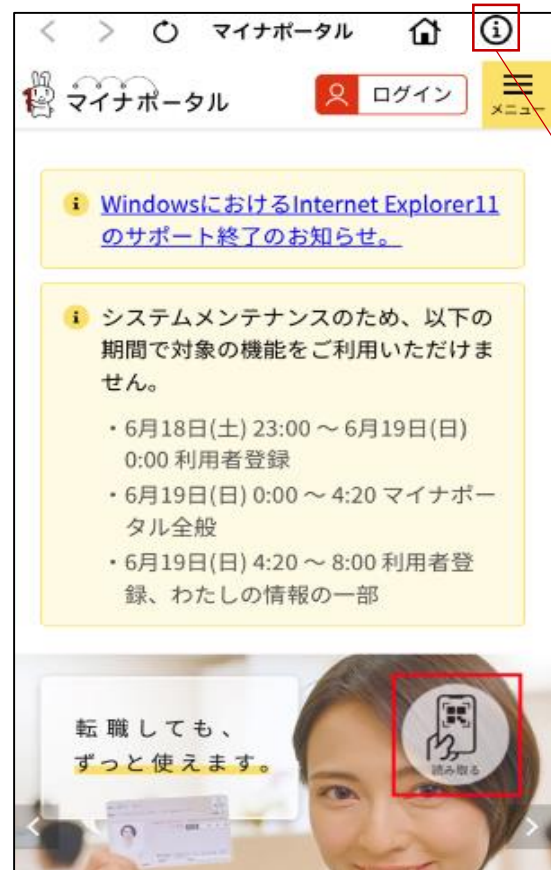 マイナポータル
マイナポータル
ログイン
メニュー
WindowsにおけるInternet Explorer11
のサポート終了のお知らせ。
システムメンテナンスのため、以下の
期間で対象の機能をご利用いただけま
せん。
・6月18日(土) 23:00 ～ 6月19日(日)
0:00 利用者登録
・6月19日(日) 0:00 ～ 4:20 マイナポー
タル全般
・6月19日(日) 4:20 ～ 8:00 利用者登
録、わたしの情報の一部
転職しても、
ずっと使えます。
読み取る